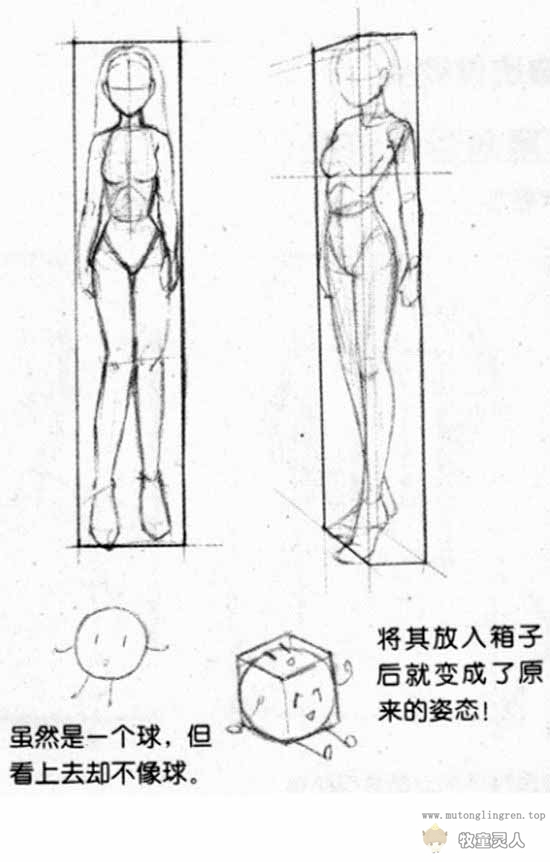 将其放入箱子
后就变成了原
来的姿态!
虽然是一个球,但
看上去却不像球。
www.mutonglingren.top
牧童灵人